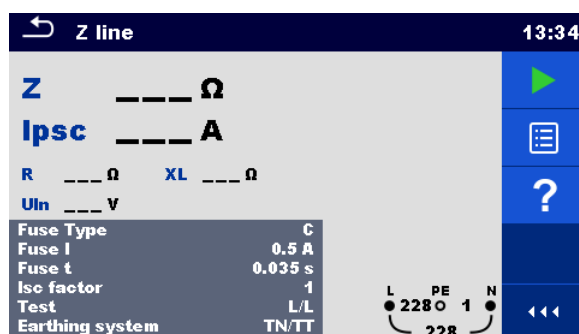 Z line 13:34
Z ___ Ω
Ipsc ___ A
R ___ Ω XL ___ Ω
Uln ___ V
Fuse Type C
Fuse I 0.5 A
Fuse t 0.035 s
Isc factor 1
Test L/L
Earthing system TN/TT
L PE N
228 1
228
?